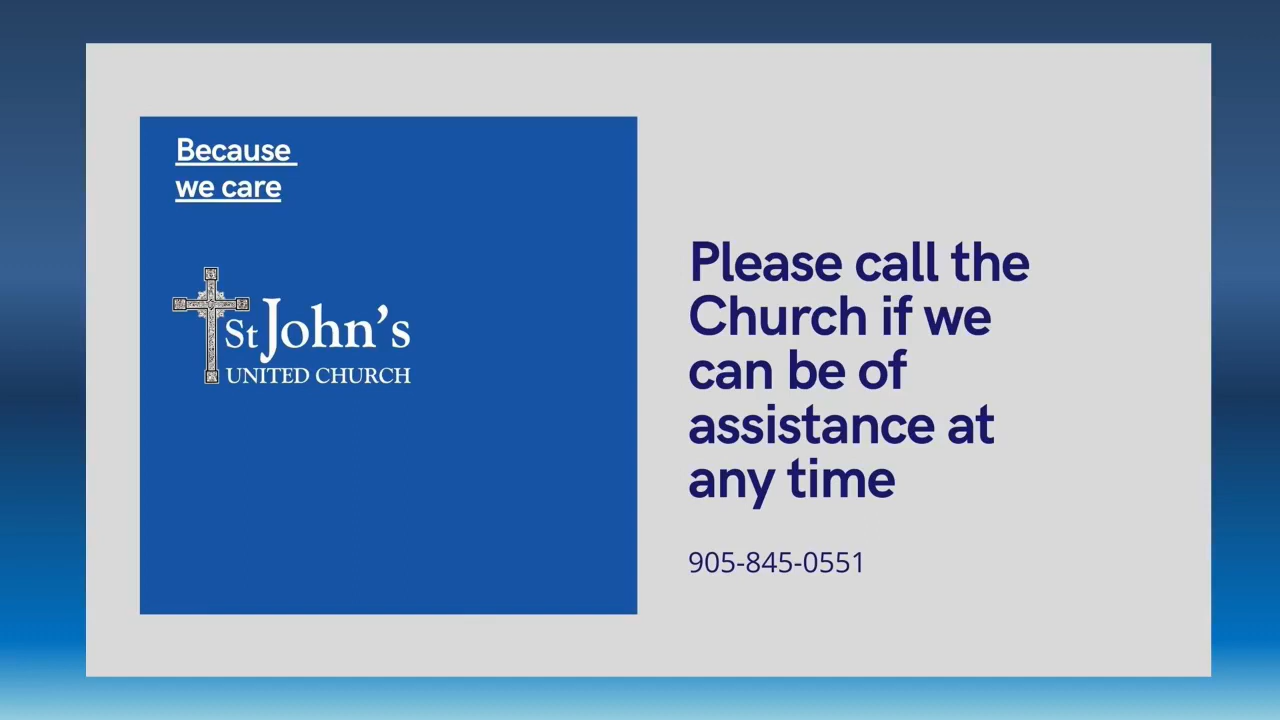 Because
we care
St John's
UNITED CHURCH
Please call the
Church if we
can be of
assistance at
any time
905-845-0551